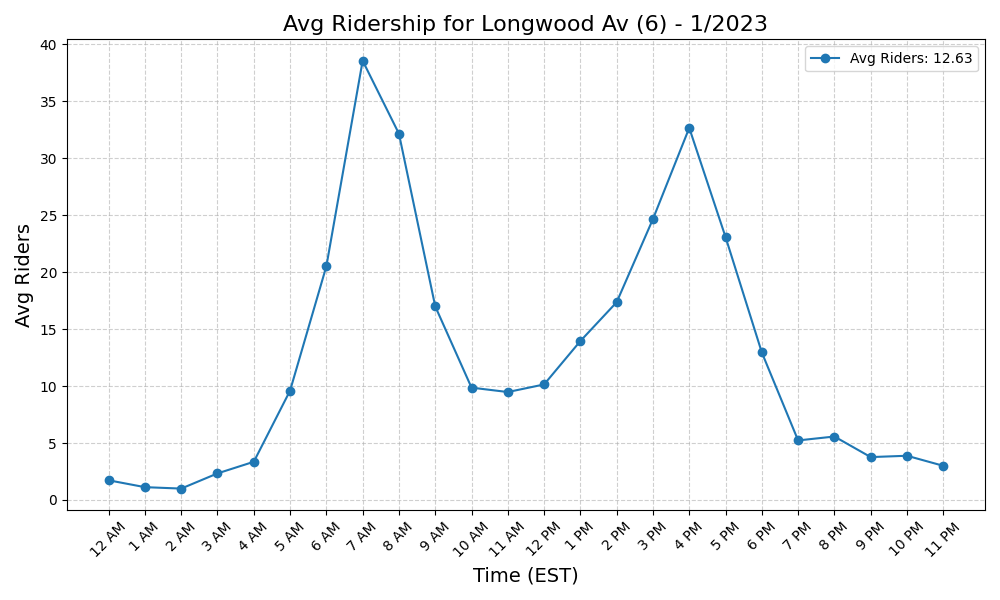 Avg Ridership for Longwood Av (6) - 1/2023
Avg Riders: 12.63
Avg Riders
40
35
30
25
20
15
10
5
0
12 AM
1 AM
2 AM
3 AM
4 AM
5 AM
6 AM
7 AM
8 AM
9 AM
10 AM
11 AM
12 PM
1 PM
2 PM
3 PM
4 PM
5 PM
6 PM
7 PM
8 PM
9 PM
10 PM
11 PM
Time (EST)